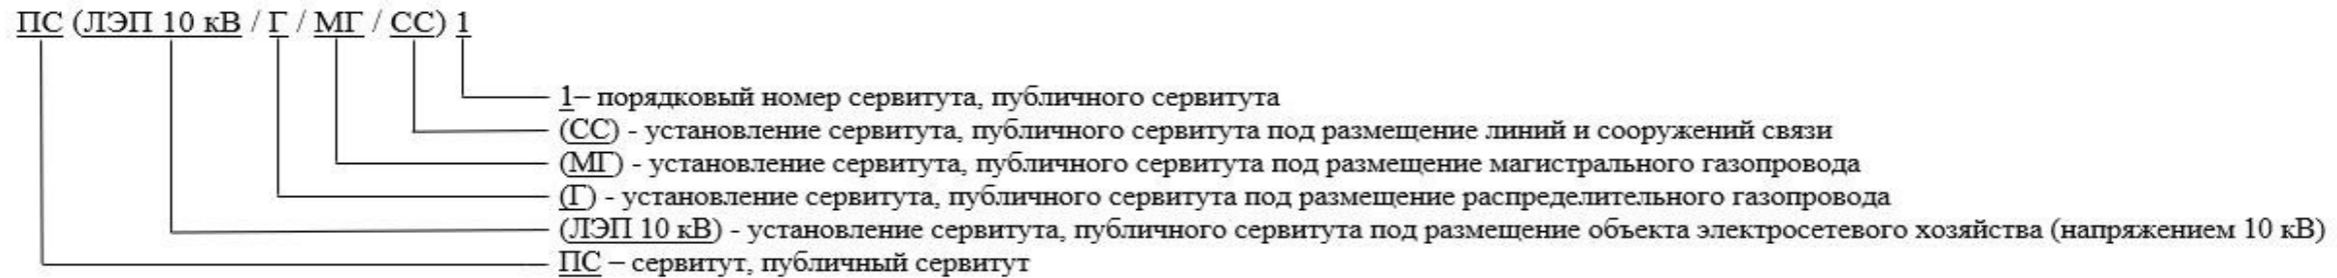 ПС (ЛЭП 10 кВ / Г / МГ / СС) 1
1– порядковый номер сервитута, публичного сервитута
(СС) - установление сервитута, публичного сервитута под размещение линий и сооружений связи
(МГ) - установление сервитута, публичного сервитута под размещение магистрального газопровода
(Г) - установление сервитута, публичного сервитута под размещение распределительного газопровода
(ЛЭП 10 кВ) - установление сервитута, публичного сервитута под размещение объекта электросетевого хозяйства (напряжением 10 кВ)
ПС – сервитут, публичный сервитут